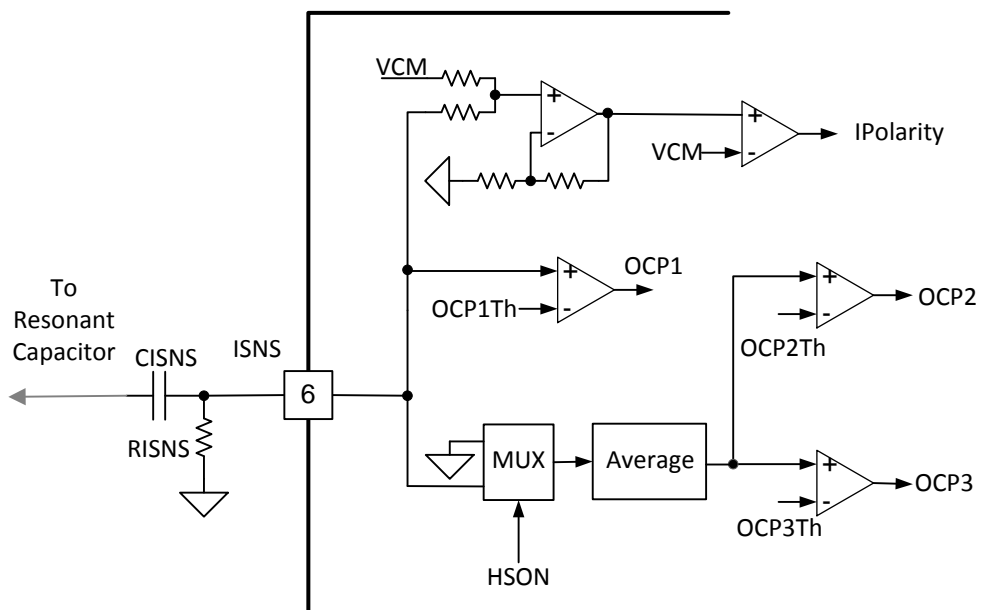 VCM
+
-
+
VCM
-
IPolarity
+
OCP1
OCP1Th
-
+
OCP2
-
OCP2Th
To
Resonant
Capacitor
CISNS
ISNS
6
RISNS
MUX
Average
+
OCP3
-
OCP3Th
HSON